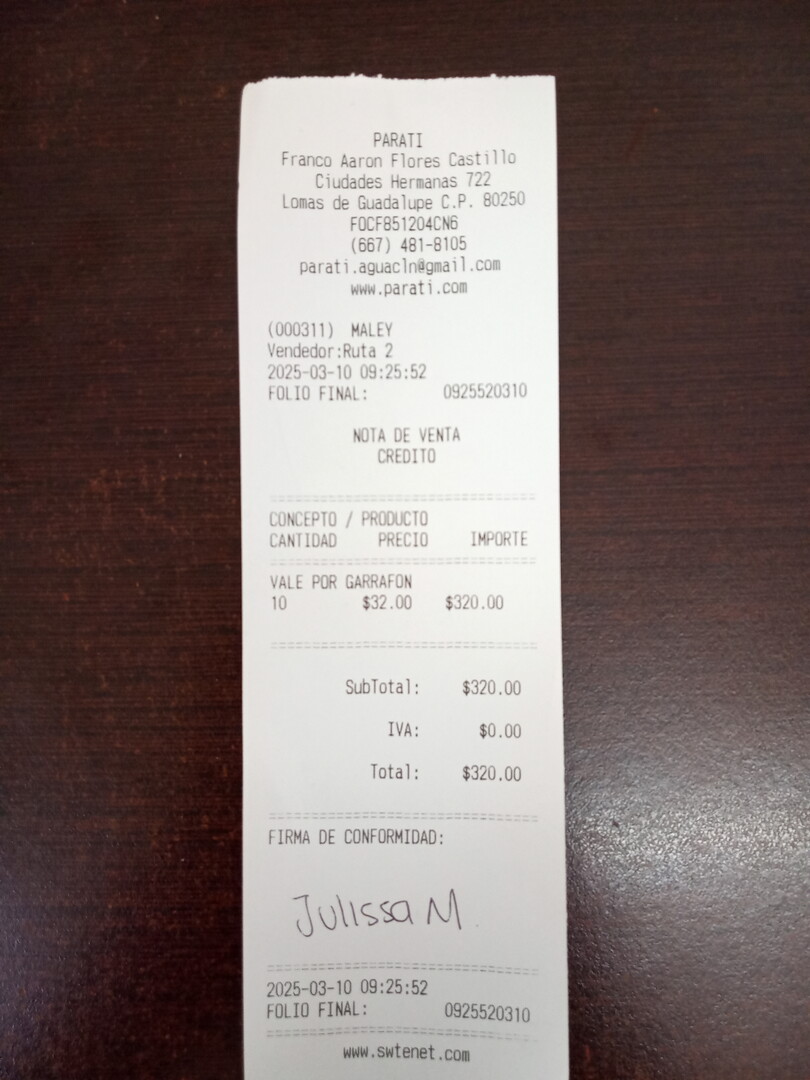 PARATI
Franco Aaron Flores Castillo
Ciudades Hermanas 722
Lomas de Guadalupe C.P. 80250
FOCF851204CN6
(667) 481-8105
parati.aguacln@gmail.com
www.parati.com
(000311) MALEY
Vendedor:Ruta 2
2025-03-10 09:25:52
FOLIO FINAL: 0925520310
NOTA DE VENTA
CREDITO
CONCEPTO / PRODUCTO
CANTIDAD PRECIO IMPORTE
VALE POR GARRAFON
10 $32.00 $320.00
SubTotal: $320.00
IVA: $0.00
Total: $320.00
FIRMA DE CONFORMIDAD:
Julissa M
2025-03-10 09:25:52
FOLIO FINAL: 0925520310
www.swtenet.com